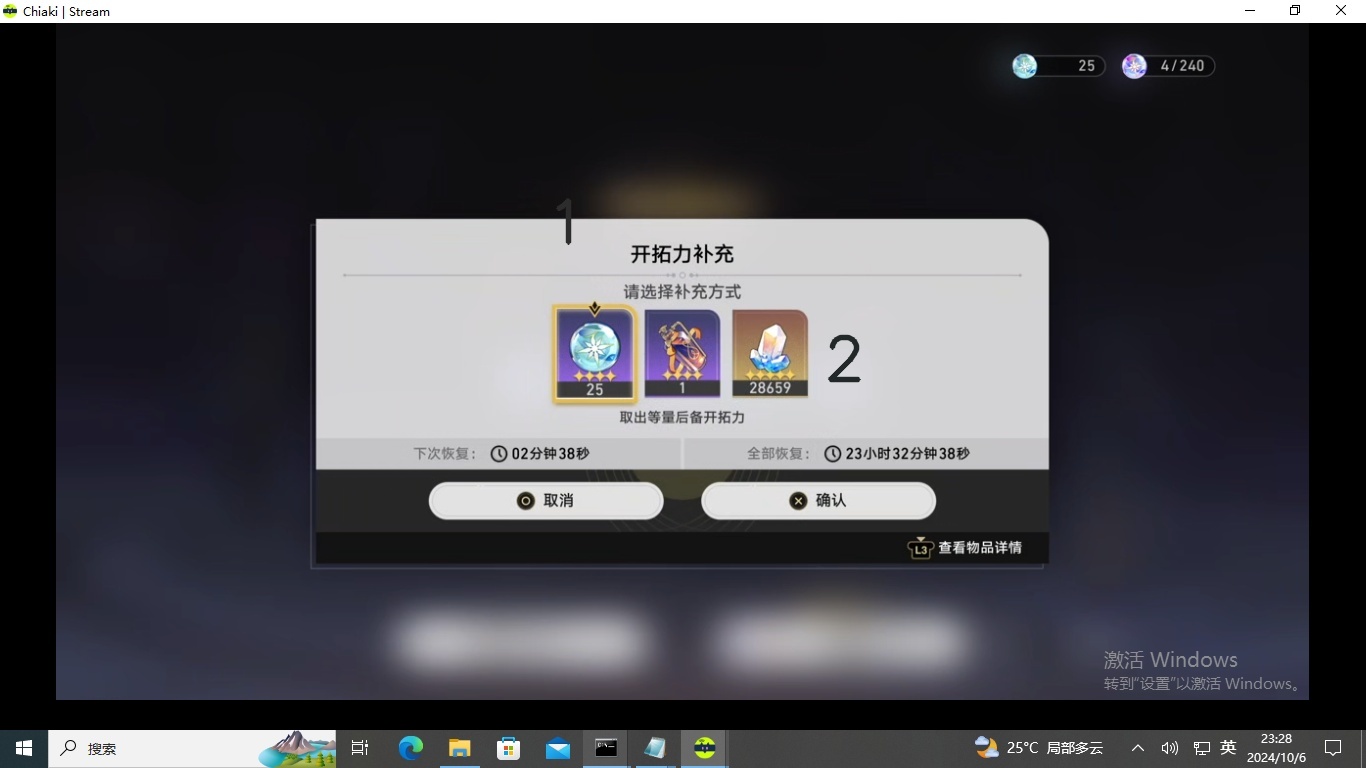 Chiaki | Stream
25
4/240
1
开拓力补充
请选择补充方式
25
1
28659
2
取出等量后备开拓力
下次恢复: 02分钟38秒
全部恢复: 23小时32分钟38秒
取消
确认
L3 查看物品详情
激活 Windows
转到"设置"以激活 Windows。
搜索
25°C 局部多云
英
23:28
2024/10/6